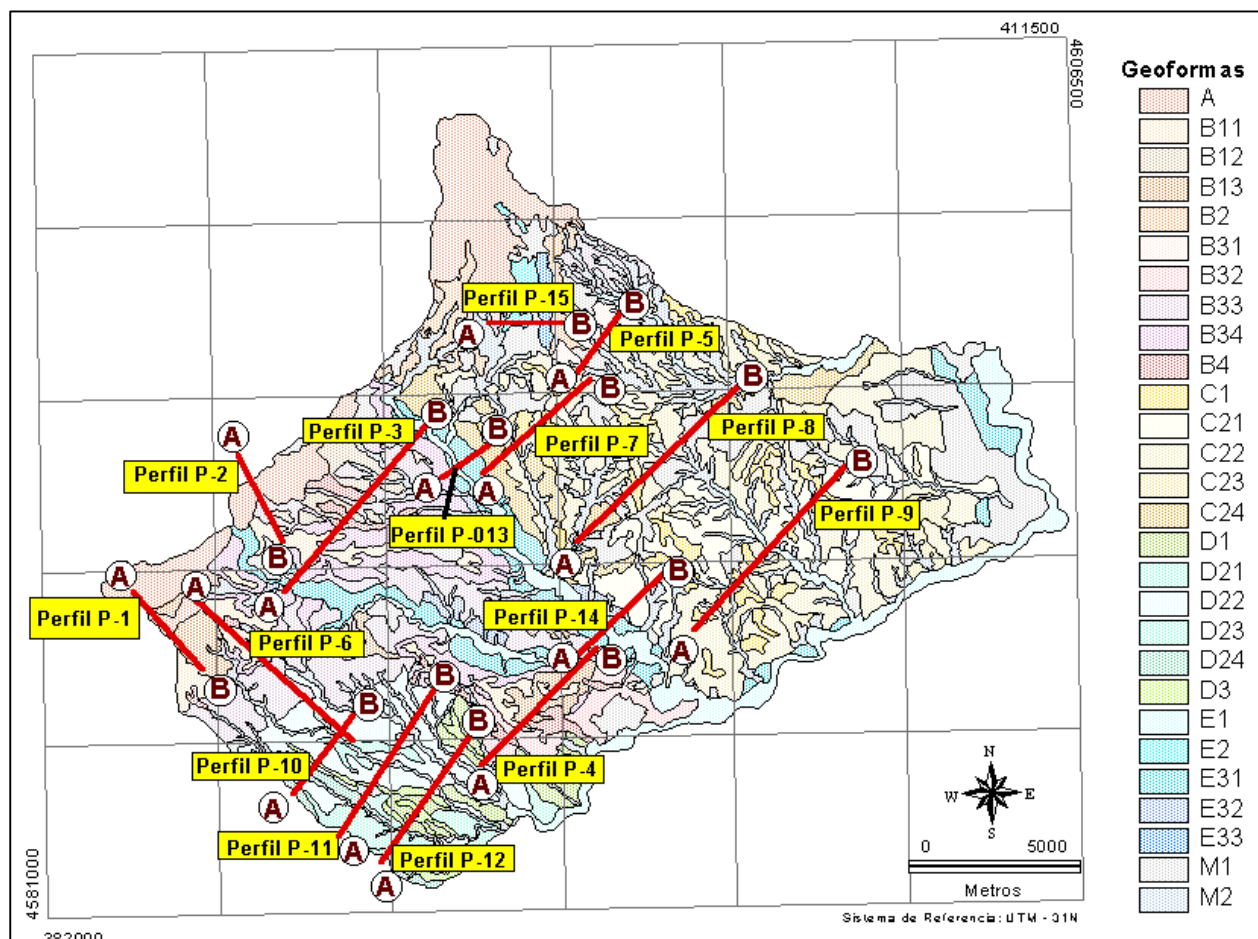 411500
4606500
Geoformas
A
B11
B12
B13
B2
B31
B32
B33
B34
B4
C1
C21
C22
C23
C24
D1
D21
D22
D23
D24
D3
E1
E2
E31
E32
E33
M1
M2
Perfil P-15
A
B
B
Perfil P-5
A
B
B
Perfil P-3
B
B
Perfil P-7
Perfil P-8
A
Perfil P-2
A
A
B
Perfil P-9
Perfil P-013
B
A
B
A
A
A
Perfil P-14
Perfil P-1
Perfil P-6
A
B
A
B
B
B
B
Perfil P-10
Perfil P-4
A
A
Perfil P-11
A
Perfil P-12
A
N
W
E
S
0 5000
Metros
Sistema de Referencia: UTM - 31N
4581000
382000